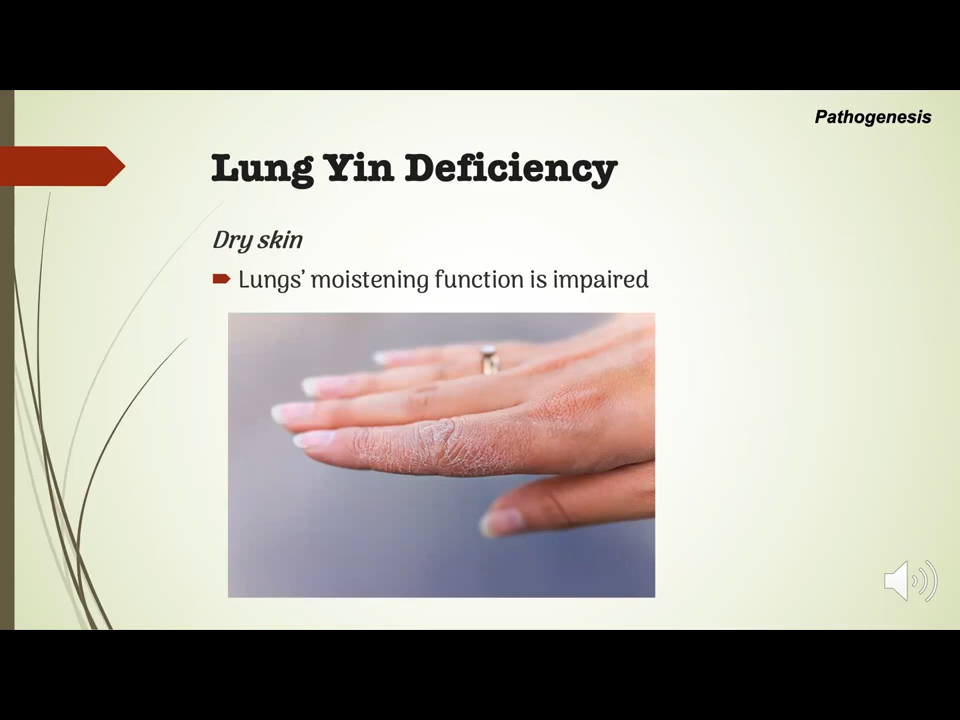 Pathogenesis
Lung Yin Deficiency
Dry skin
Lungs’ moistening function is impaired